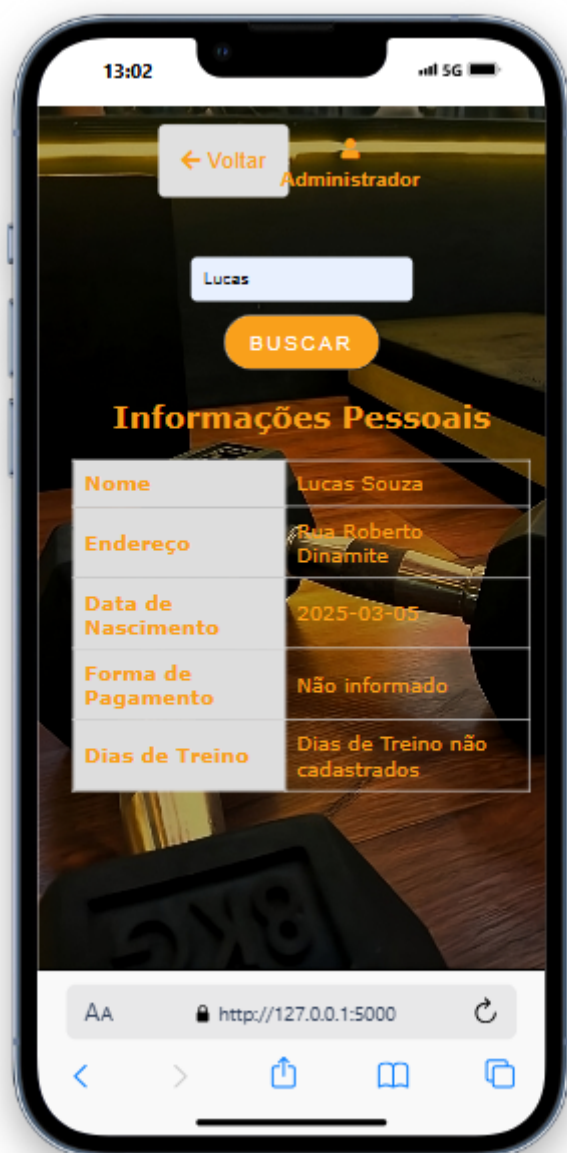 13:02
5G
← Voltar
Administrador
Lucas
BUSCAR
Informações Pessoais
Nome
Lucas Souza
Endereço
Rua Roberto
Dinamite
Data de
Nascimento
2025-03-05
Forma de
Pagamento
Não informado
Dias de Treino
Dias de Treino não
cadastrados
8KG
AA
http://127.0.0.1:5000